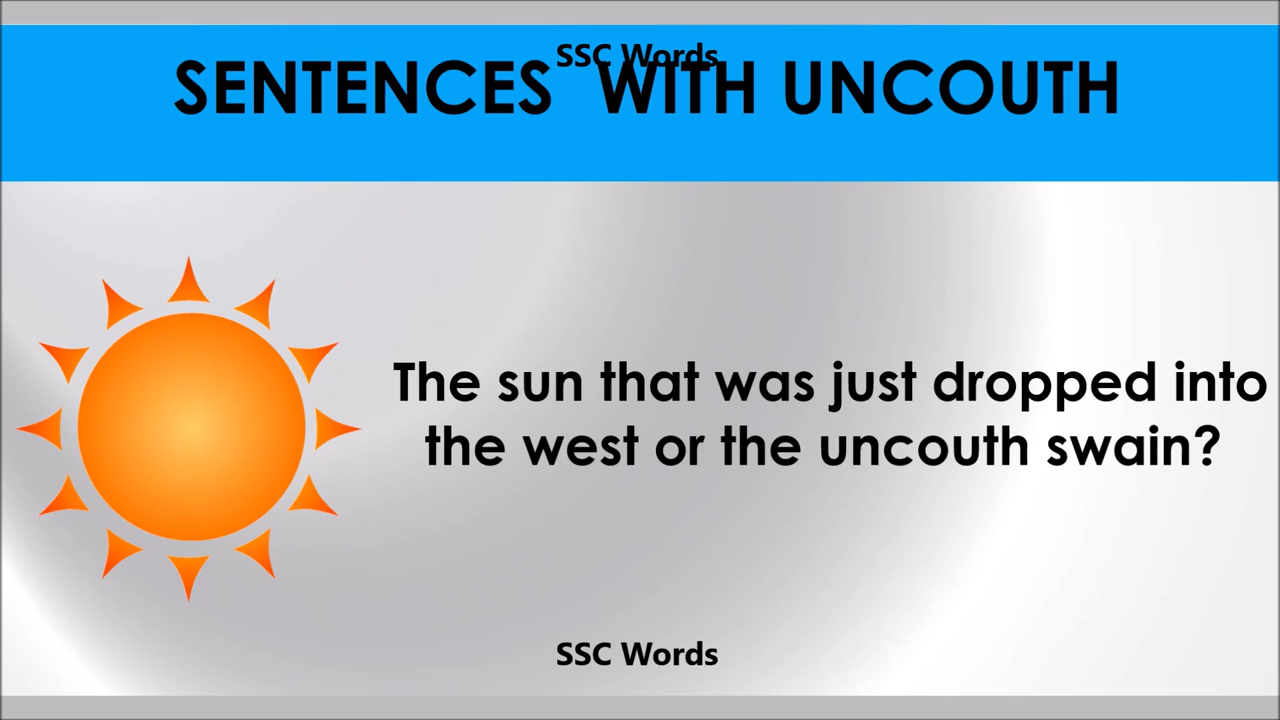 SSC Words
SENTENCES WITH UNCOUTH
The sun that was just dropped into
the west or the uncouth swain?
SSC Words